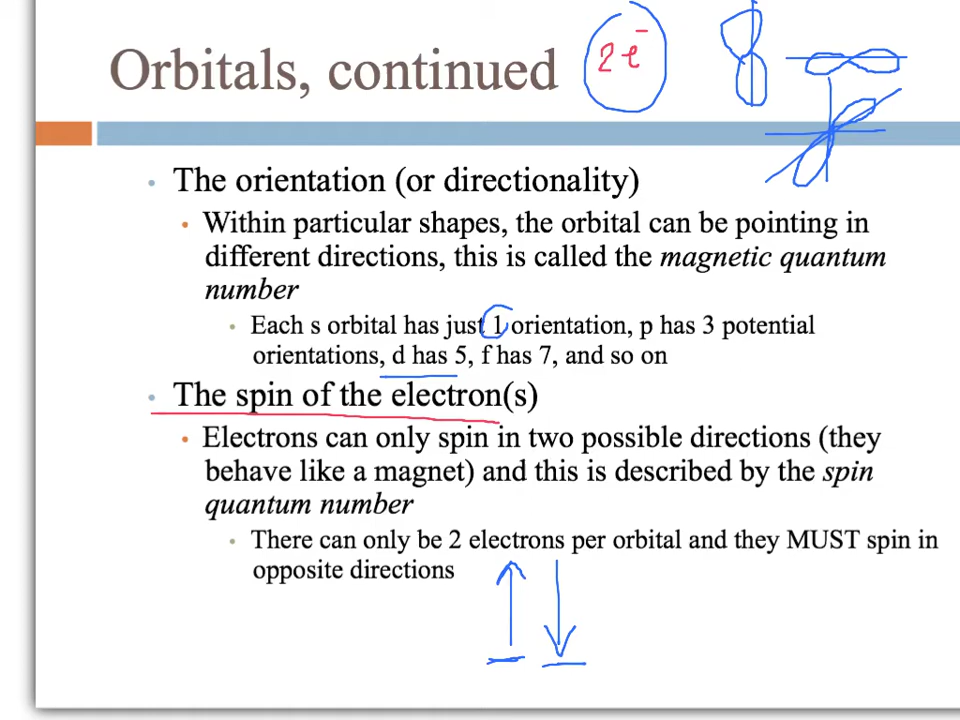 Orbitals, continued
2 e⁻
• The orientation (or directionality)
• Within particular shapes, the orbital can be pointing in
different directions, this is called the magnetic quantum
number
• Each s orbital has just 1 orientation, p has 3 potential
orientations, d has 5, f has 7, and so on
• The spin of the electron(s)
• Electrons can only spin in two possible directions (they
behave like a magnet) and this is described by the spin
quantum number
• There can only be 2 electrons per orbital and they MUST spin in
opposite directions